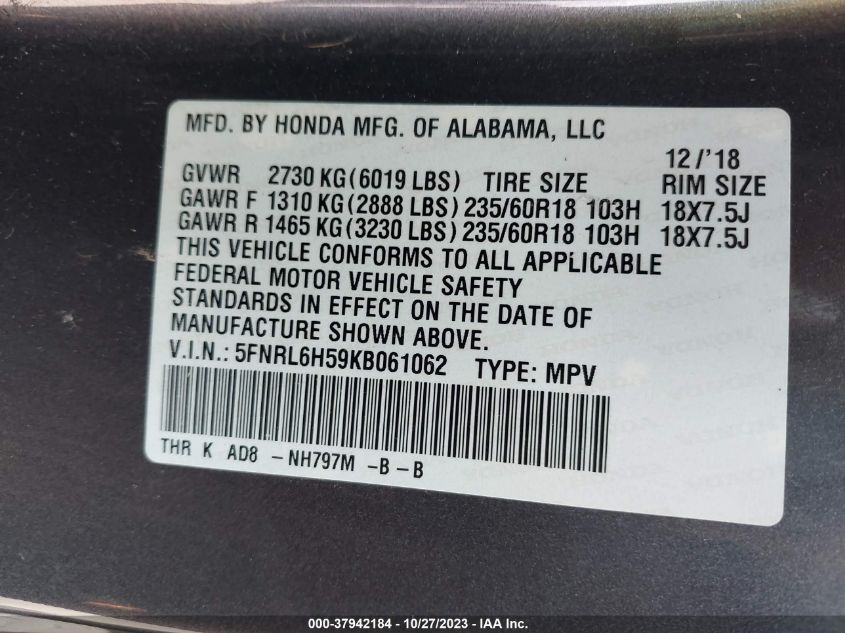 MFD. BY HONDA MFG. OF ALABAMA, LLC
12/'18
GVWR 2730 KG(6019 LBS) TIRE SIZE RIM SIZE
GAWR F 1310 KG(2888 LBS) 235/60R18 103H 18X7.5J
GAWR R 1465 KG(3230 LBS) 235/60R18 103H 18X7.5J
THIS VEHICLE CONFORMS TO ALL APPLICABLE
FEDERAL MOTOR VEHICLE SAFETY
STANDARDS IN EFFECT ON THE DATE OF
MANUFACTURE SHOWN ABOVE.
V.I.N.: 5FNRL6H59KB061062 TYPE: MPV
THR K AD8 -NH797M -B-B
000-37942184 | 10/27/2023 | IAA Inc.